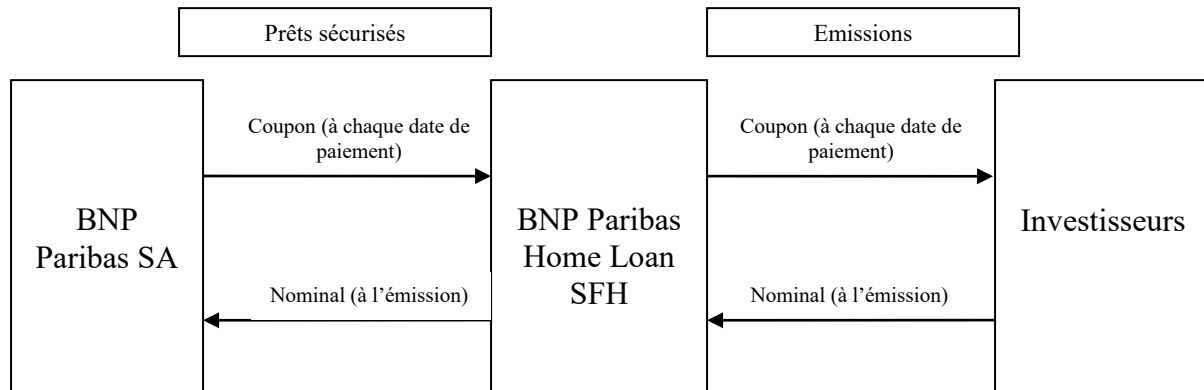 Prêts sécurisés
Emissions
Coupon (à chaque date de
paiement)
Coupon (à chaque date de
paiement)
BNP
Paribas SA
BNP Paribas
Home Loan
SFH
Investisseurs
Nominal (à l’émission)
Nominal (à l’émission)